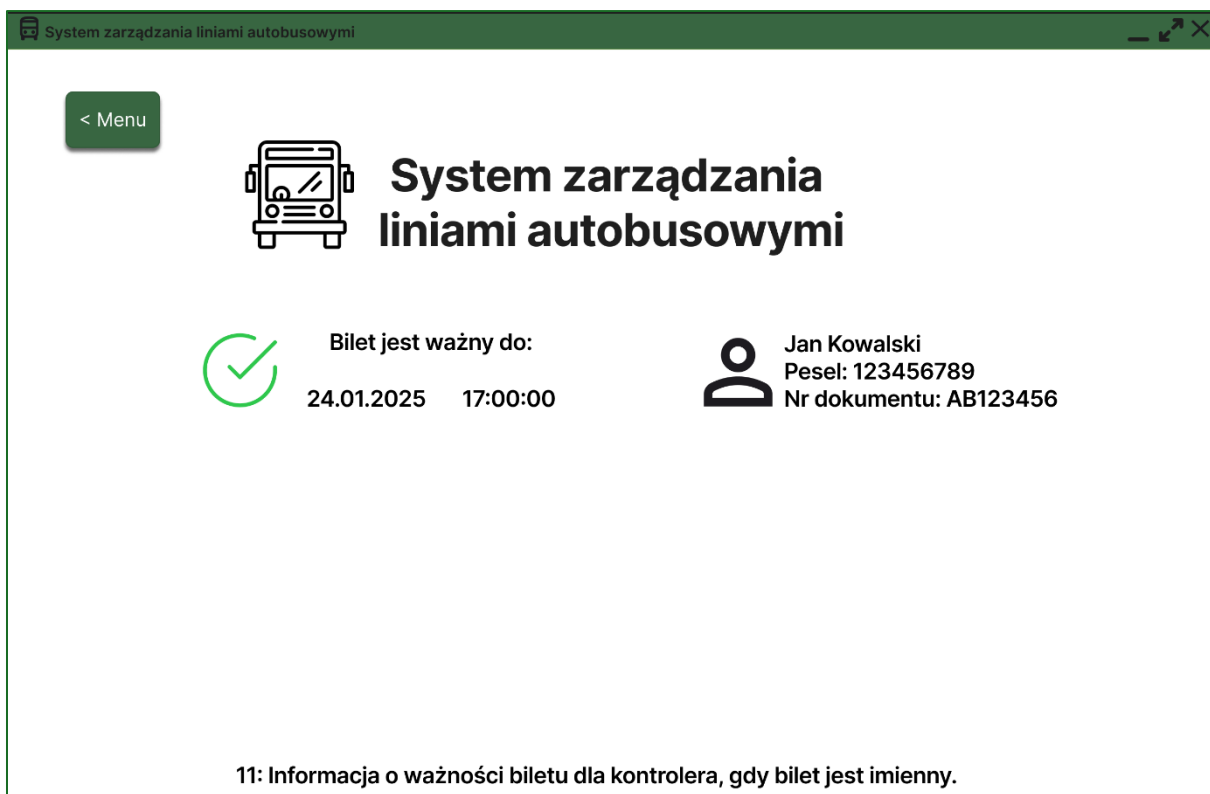 System zarządzania liniami autobusowymi
< Menu
System zarządzania
liniami autobusowymi
Bilet jest ważny do:
24.01.2025 17:00:00
Jan Kowalski
Pesel: 123456789
Nr dokumentu: AB123456
11: Informacja o ważności biletu dla kontrolera, gdy bilet jest imienny.